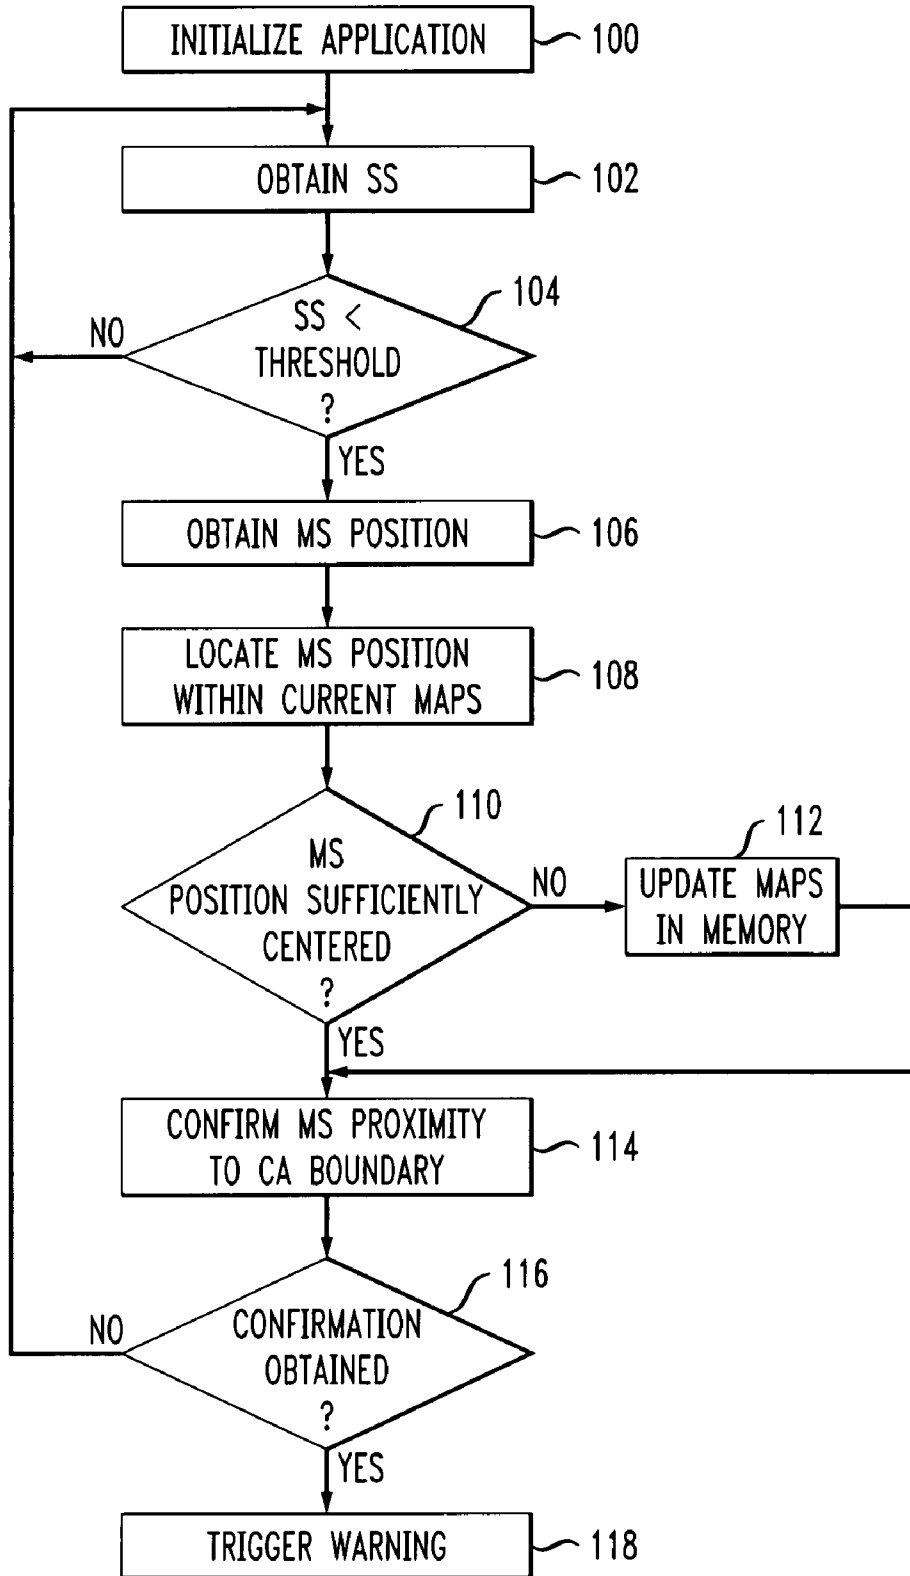 INITIALIZE APPLICATION
100
OBTAIN SS
102
SS <
THRESHOLD
?
104
NO
YES
OBTAIN MS POSITION
106
LOCATE MS POSITION
WITHIN CURRENT MAPS
108
110
MS
POSITION SUFFICIENTLY
CENTERED
?
NO
112
UPDATE MAPS
IN MEMORY
YES
CONFIRM MS PROXIMITY
TO CA BOUNDARY
114
116
CONFIRMATION
OBTAINED
?
NO
YES
TRIGGER WARNING
118